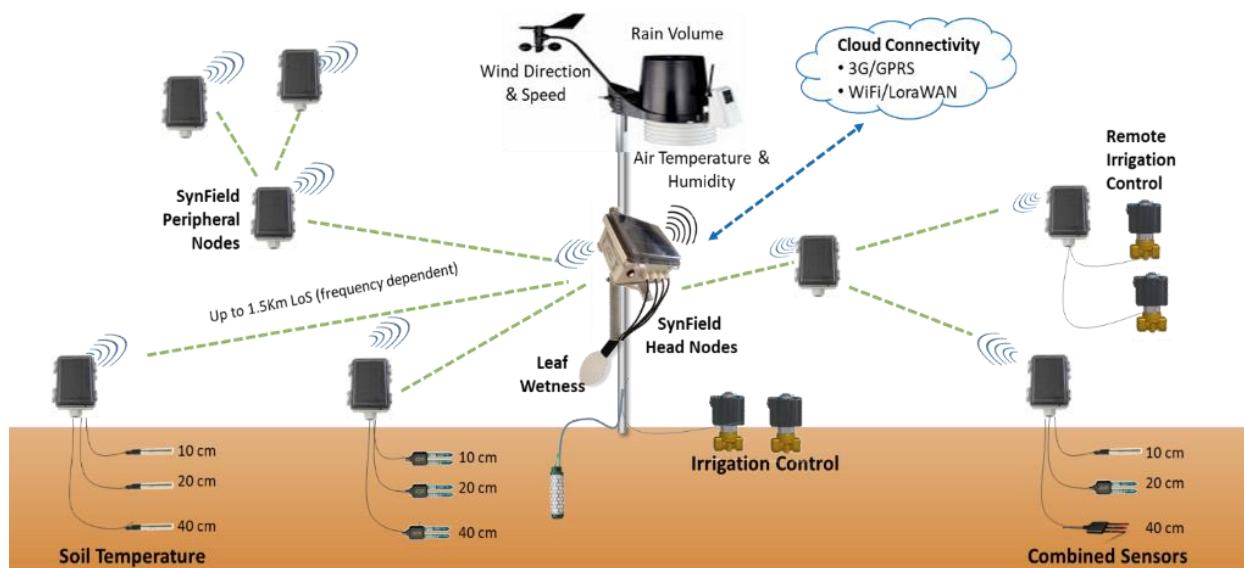 Rain Volume
Wind Direction
& Speed
Cloud Connectivity
• 3G/GPRS
• WiFi/LoraWAN
Air Temperature &
Humidity
Remote
Irrigation
Control
SynField
Peripheral
Nodes
Up to 1.5Km LoS (frequency dependent)
SynField
Head Nodes
Leaf
Wetness
Irrigation Control
10 cm
20 cm
40 cm
Soil Temperature
10 cm
20 cm
40 cm
10 cm
20 cm
40 cm
Combined Sensors